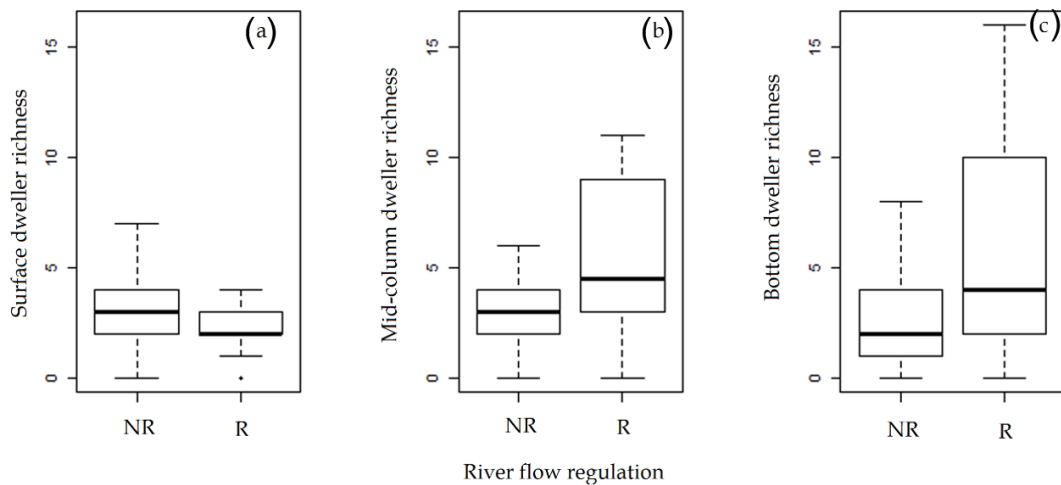 (a)
Surface dweller richness
15
10
5
0
NR R
(b)
Mid-column dweller richness
15
10
5
0
NR R
(c)
Bottom dweller richness
15
10
5
0
NR R
River flow regulation